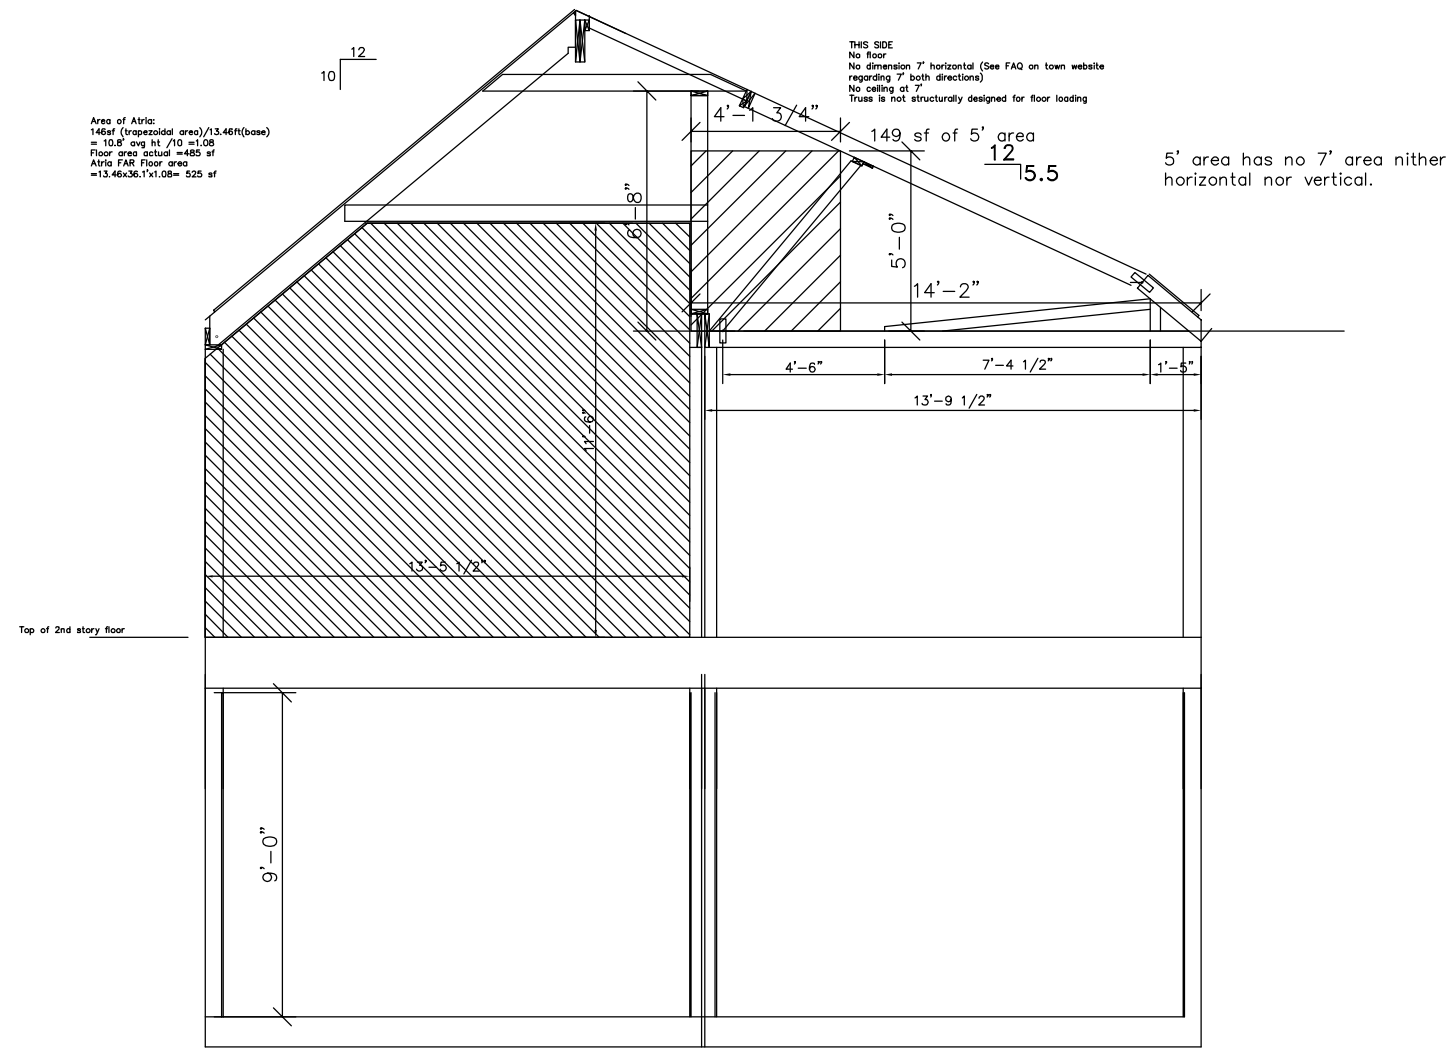 12
10
THIS SIDE
No floor
No dimension 7' horizontal (See FAQ on town website
regarding 7' both directions)
No ceiling at 7'
Truss is not structurally designed for floor loading
Area of Atria:
146sf (trapezoidal area)/13.46ft(base)
= 10.8' avg ht /10 =1.08
Floor area actual =485 sf
Atria FAR Floor area
=13.46x36.1'x1.08= 525 sf
4'-1 3/4"
149 sf of 5' area
12
5.5
5' area has no 7' area nither
horizontal nor vertical.
6'-8"
5'-0"
14'-2"
4'-6"
7'-4 1/2"
1'-5"
13'-9 1/2"
11'-6"
13'-5 1/2"
Top of 2nd story floor
9'-0"